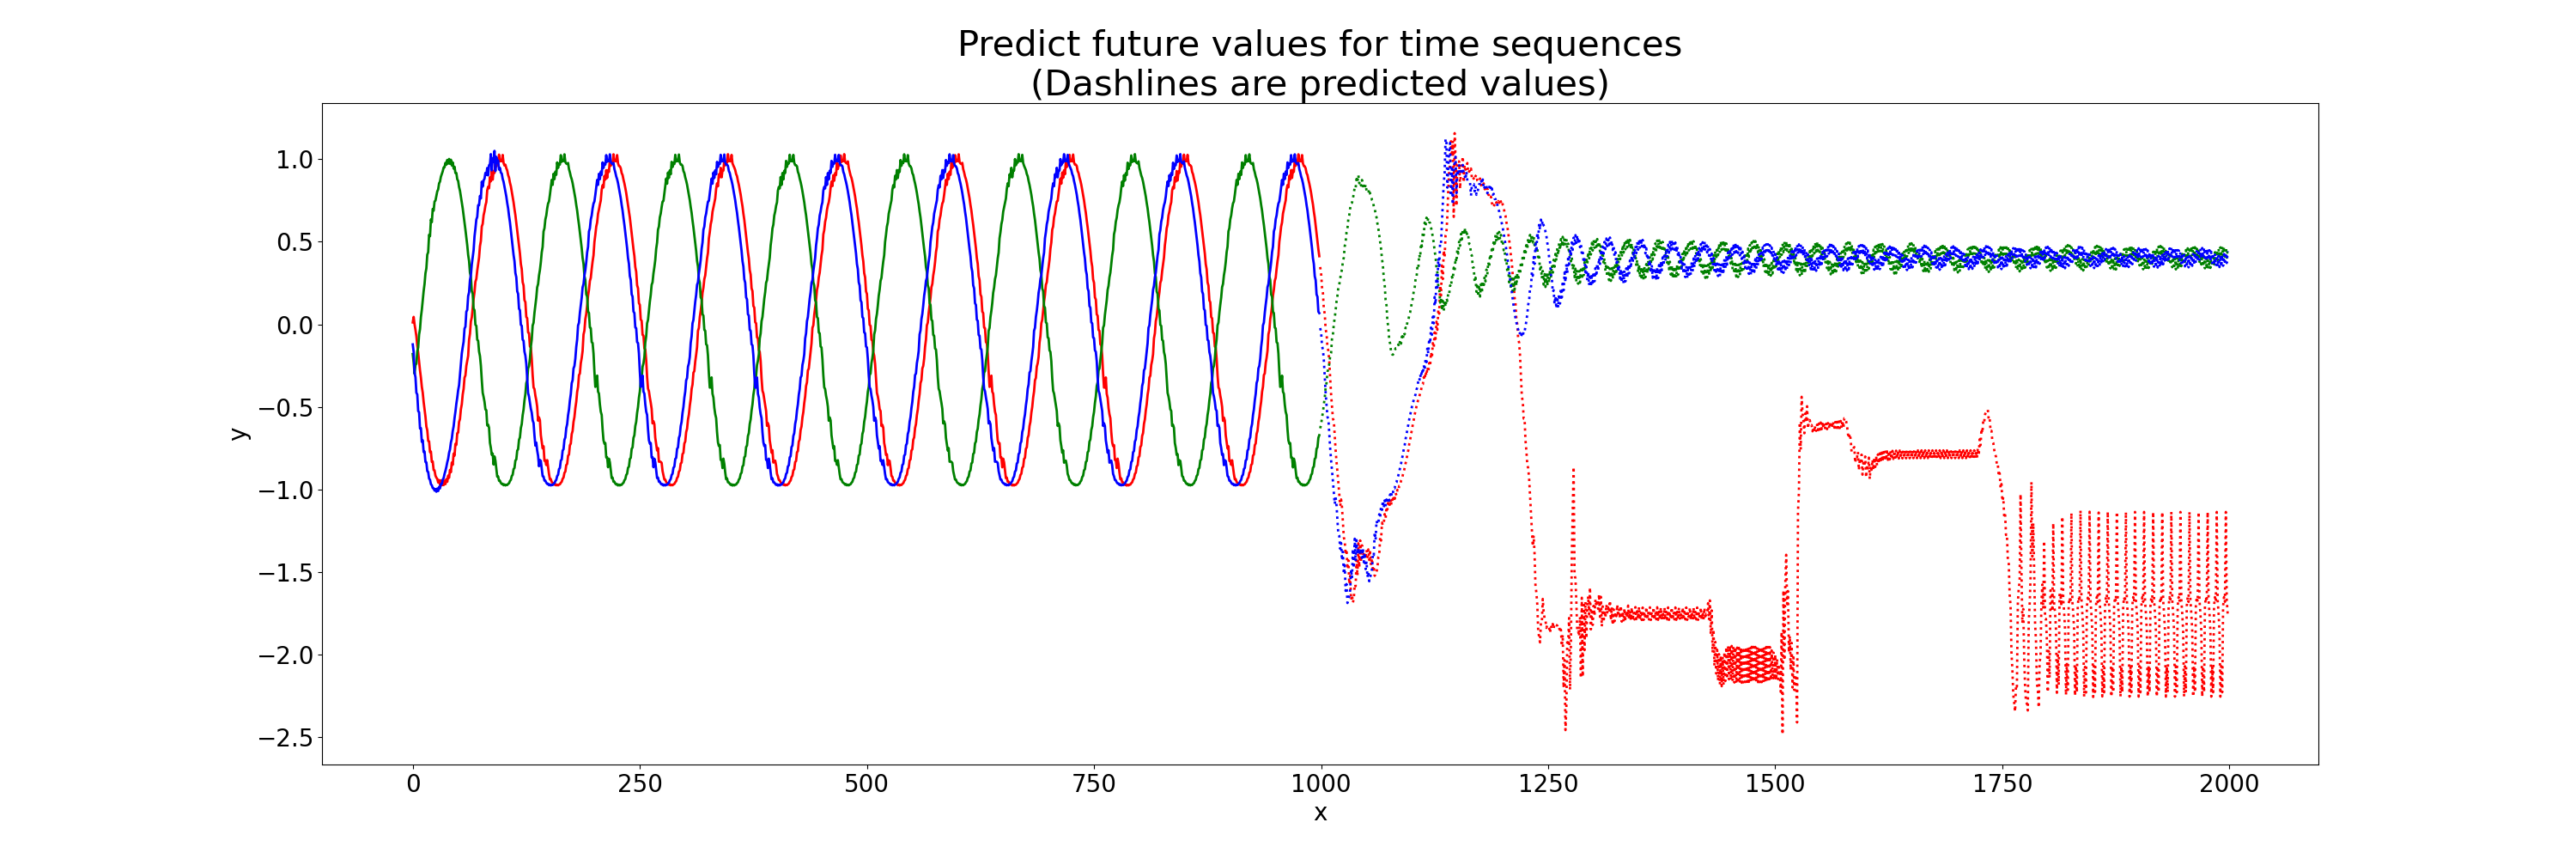 Predict future values for time sequences
(Dashlines are predicted values)
1.0
0.5
0.0
−0.5
−1.0
−1.5
−2.0
−2.5
y
0 250 500 750 1000 1250 1500 1750 2000
x